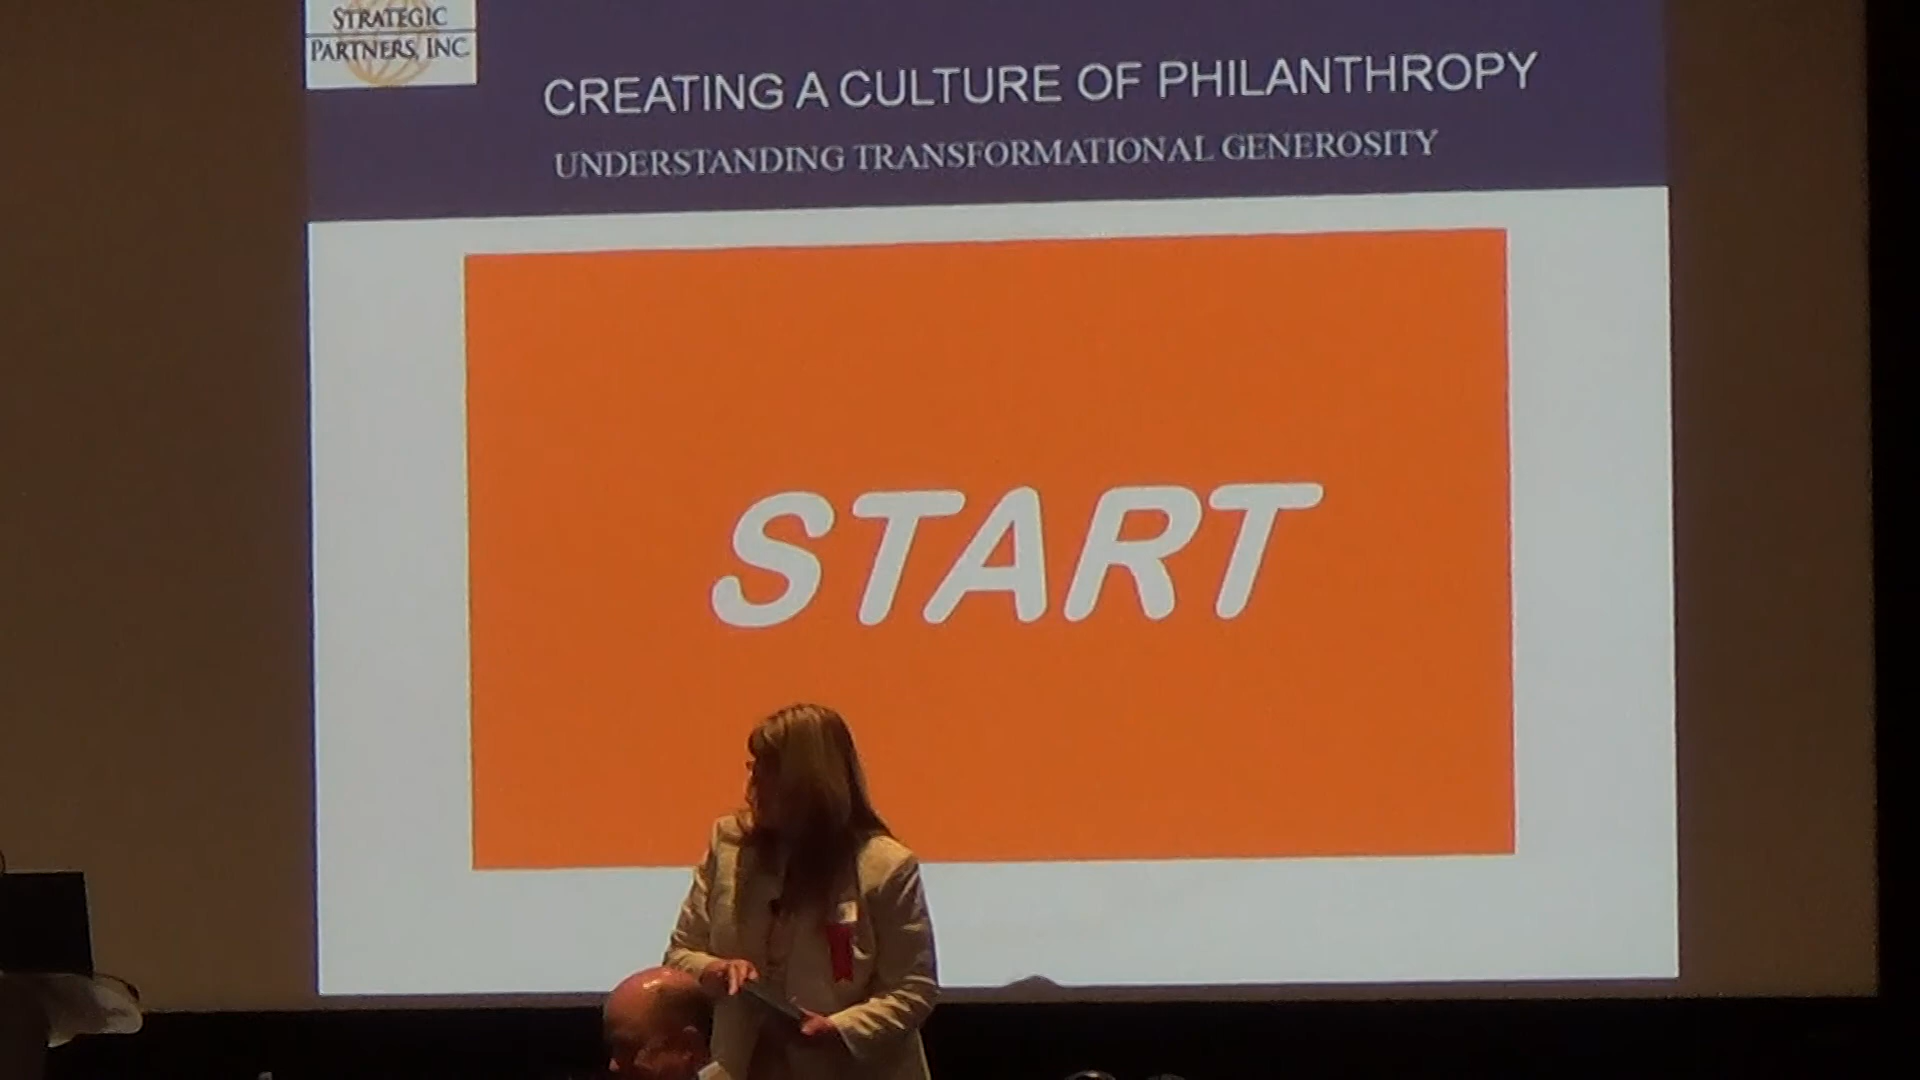 STRATEGIC
PARTNERS, INC.
CREATING A CULTURE OF PHILANTHROPY
UNDERSTANDING TRANSFORMATIONAL GENEROSITY
START